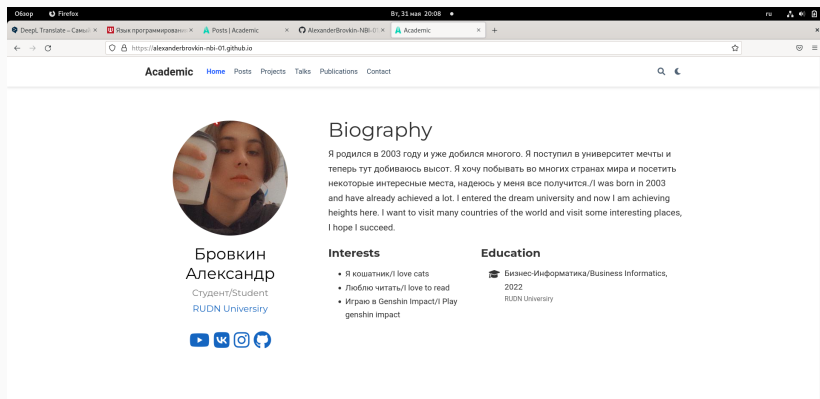 Обзор Firefox Вт, 31 мая 20:08 ru
DeepL Translate – Самый Язык программирования Posts | Academic AlexanderBrovkin-NBI-01 Academic
https://alexanderbrovkin-nbi-01.github.io
Academic Home Posts Projects Talks Publications Contact
Biography
Я родился в 2003 году и уже добился многого. Я поступил в университет мечты и
теперь тут добиваюсь высот. Я хочу побывать во многих странах мира и посетить
некоторые интересные места, надеюсь у меня все получится./I was born in 2003
and have already achieved a lot. I entered the dream university and now I am achieving
heights here. I want to visit many countries of the world and visit some interesting places,
I hope I succeed.
Бровкин
Александр
Студент/Student
RUDN Universiry
Interests
Я кошатник/I love cats
Люблю читать/I love to read
Играю в Genshin Impact/I Play
genshin impact
Education
Бизнес-Информатика/Business Informatics,
2022
RUDN Universiry